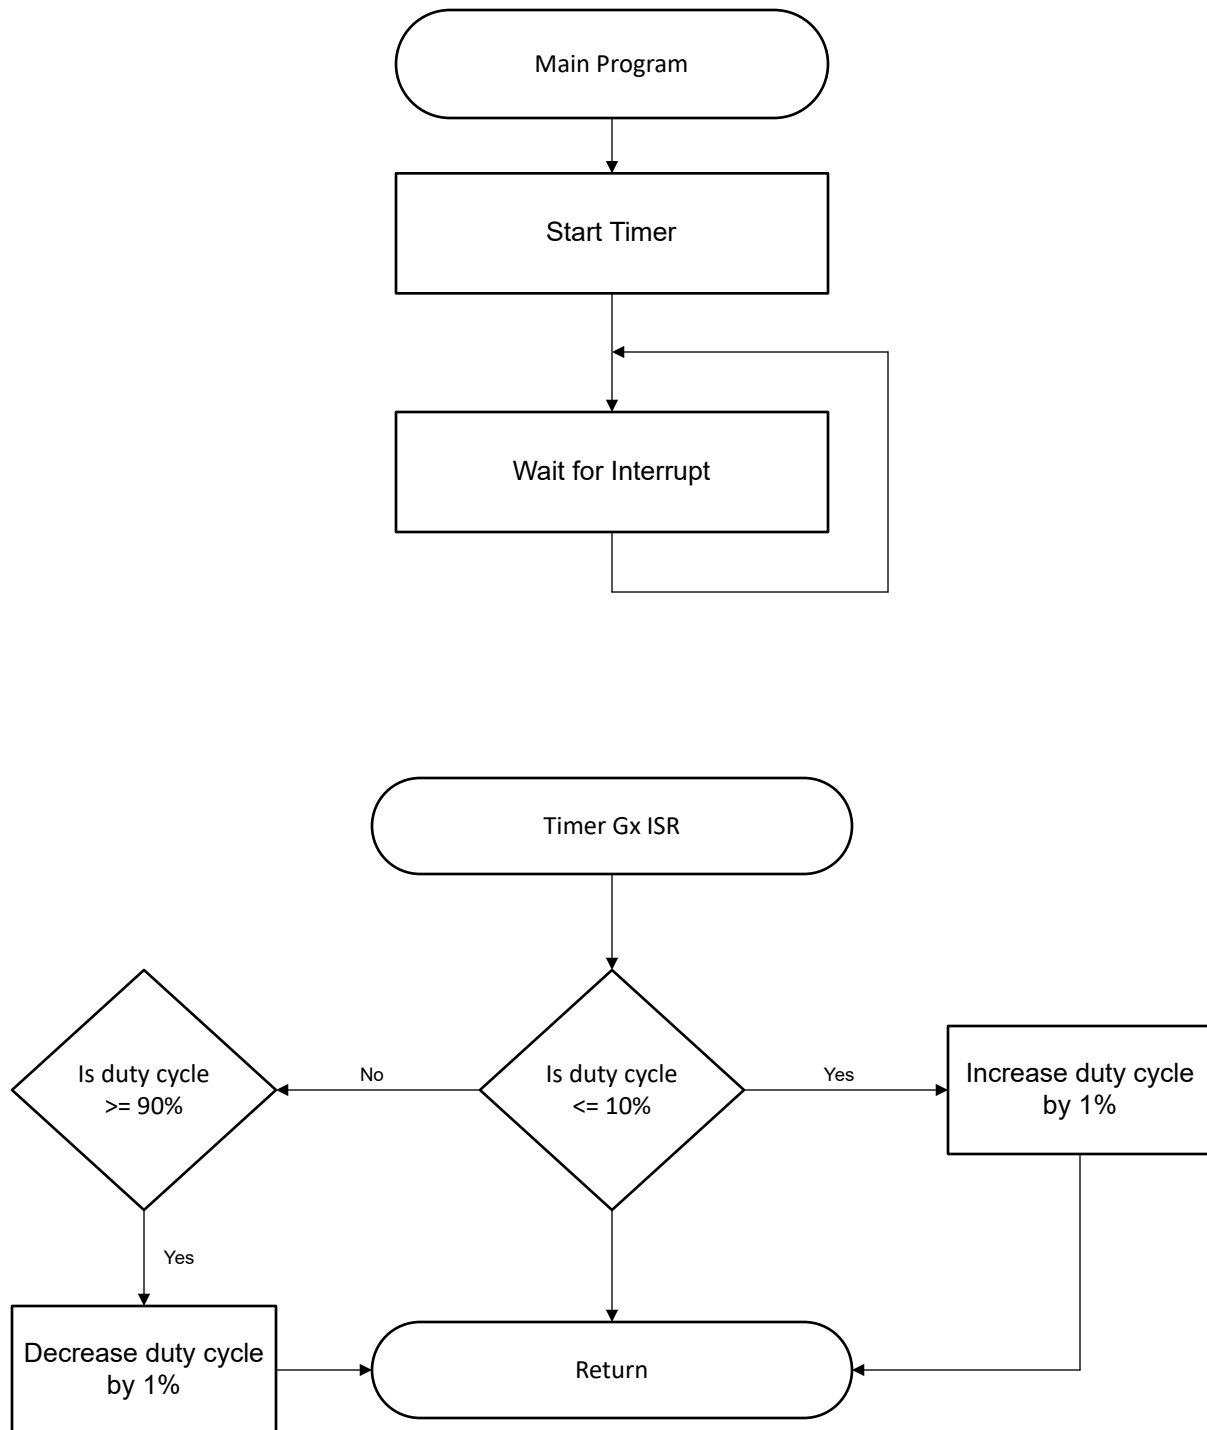 Main Program
Start Timer
Wait for Interrupt
Timer Gx ISR
Is duty cycle
>= 90%
No
Is duty cycle
<= 10%
Yes
Increase duty cycle
by 1%
Yes
Decrease duty cycle
by 1%
Return